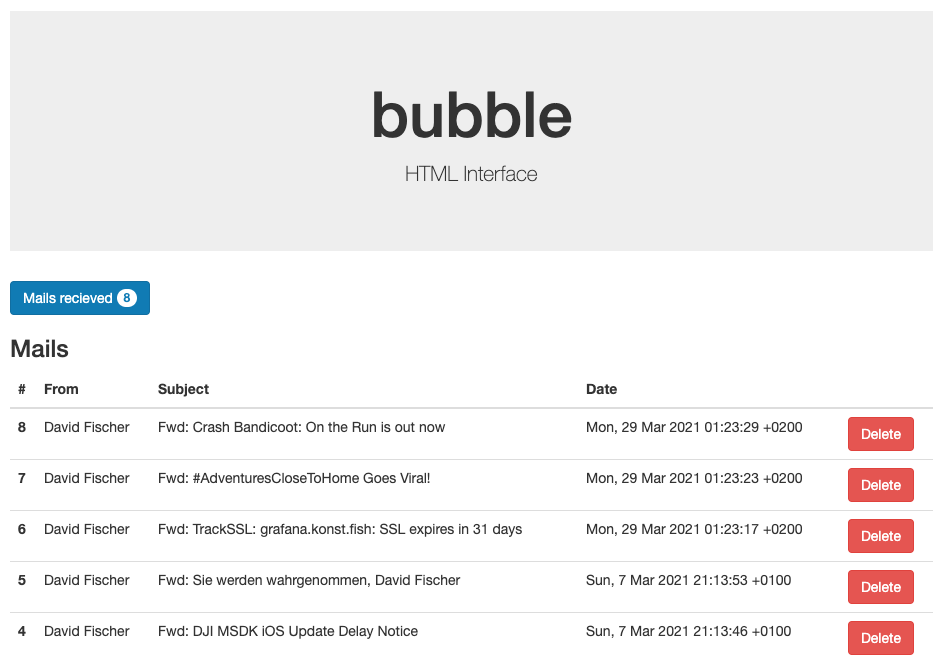 bubble
HTML Interface
Mails recieved 8
Mails
# From Subject Date
8 David Fischer Fwd: Crash Bandicoot: On the Run is out now Mon, 29 Mar 2021 01:23:29 +0200 Delete
7 David Fischer Fwd: #AdventuresCloseToHome Goes Viral! Mon, 29 Mar 2021 01:23:23 +0200 Delete
6 David Fischer Fwd: TrackSSL: grafana.konst.fish: SSL expires in 31 days Mon, 29 Mar 2021 01:23:17 +0200 Delete
5 David Fischer Fwd: Sie werden wahrgenommen, David Fischer Sun, 7 Mar 2021 21:13:53 +0100 Delete
4 David Fischer Fwd: DJI MSDK iOS Update Delay Notice Sun, 7 Mar 2021 21:13:46 +0100 Delete